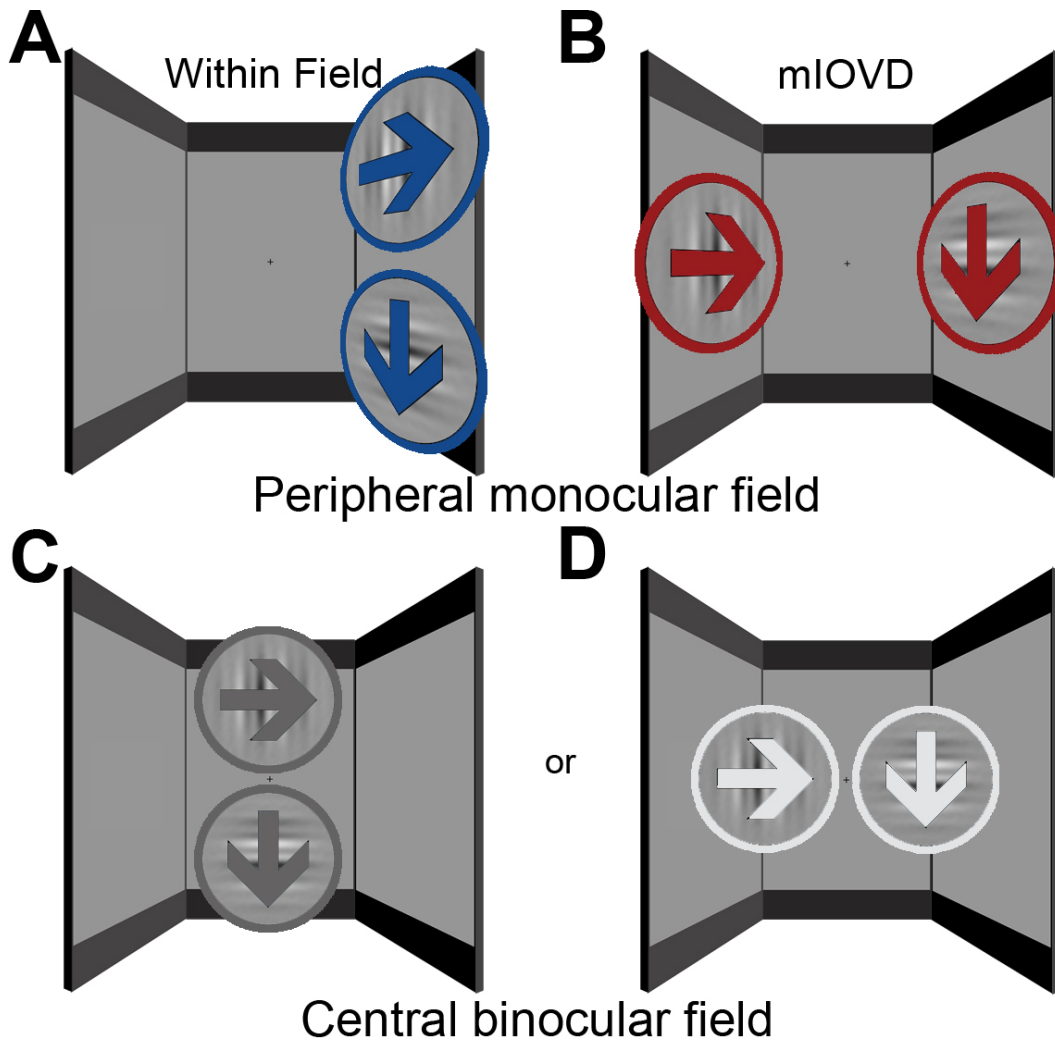 A
Within Field
B
mIOVD
Peripheral monocular field
C
D
or
Central binocular field